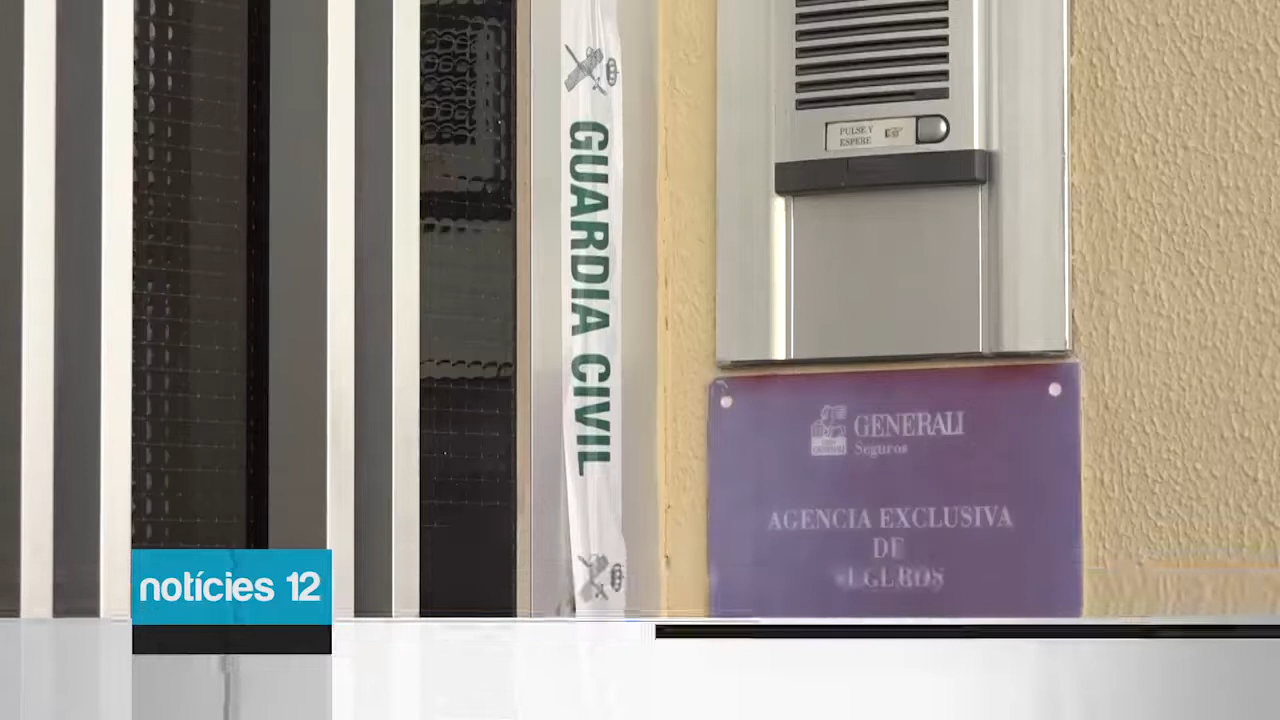 PULSE Y
ESPERE
GUARDIA CIVIL
GENERALI
Seguros
AGENCIA EXCLUSIVA
DE
notícies 12